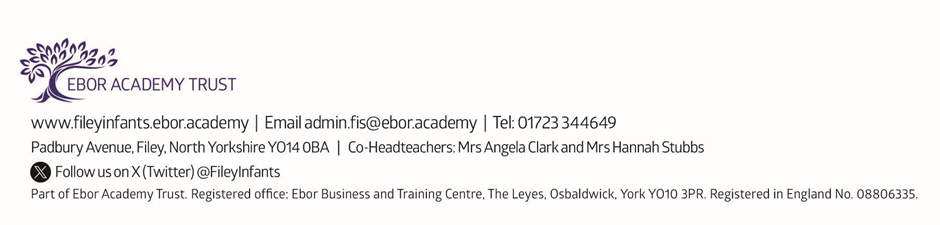 EBOR ACADEMY TRUST
www.fileyinfants.ebor.academy | Email admin.fis@ebor.academy | Tel: 01723 344649
Padbury Avenue, Filey, North Yorkshire YO14 0BA | Co-Headteachers: Mrs Angela Clark and Mrs Hannah Stubbs
X Follow us on X (Twitter) @FileyInfants
Part of Ebor Academy Trust. Registered office: Ebor Business and Training Centre, The Leyes, Osbaldwick, York YO10 3PR. Registered in England No. 08806335.